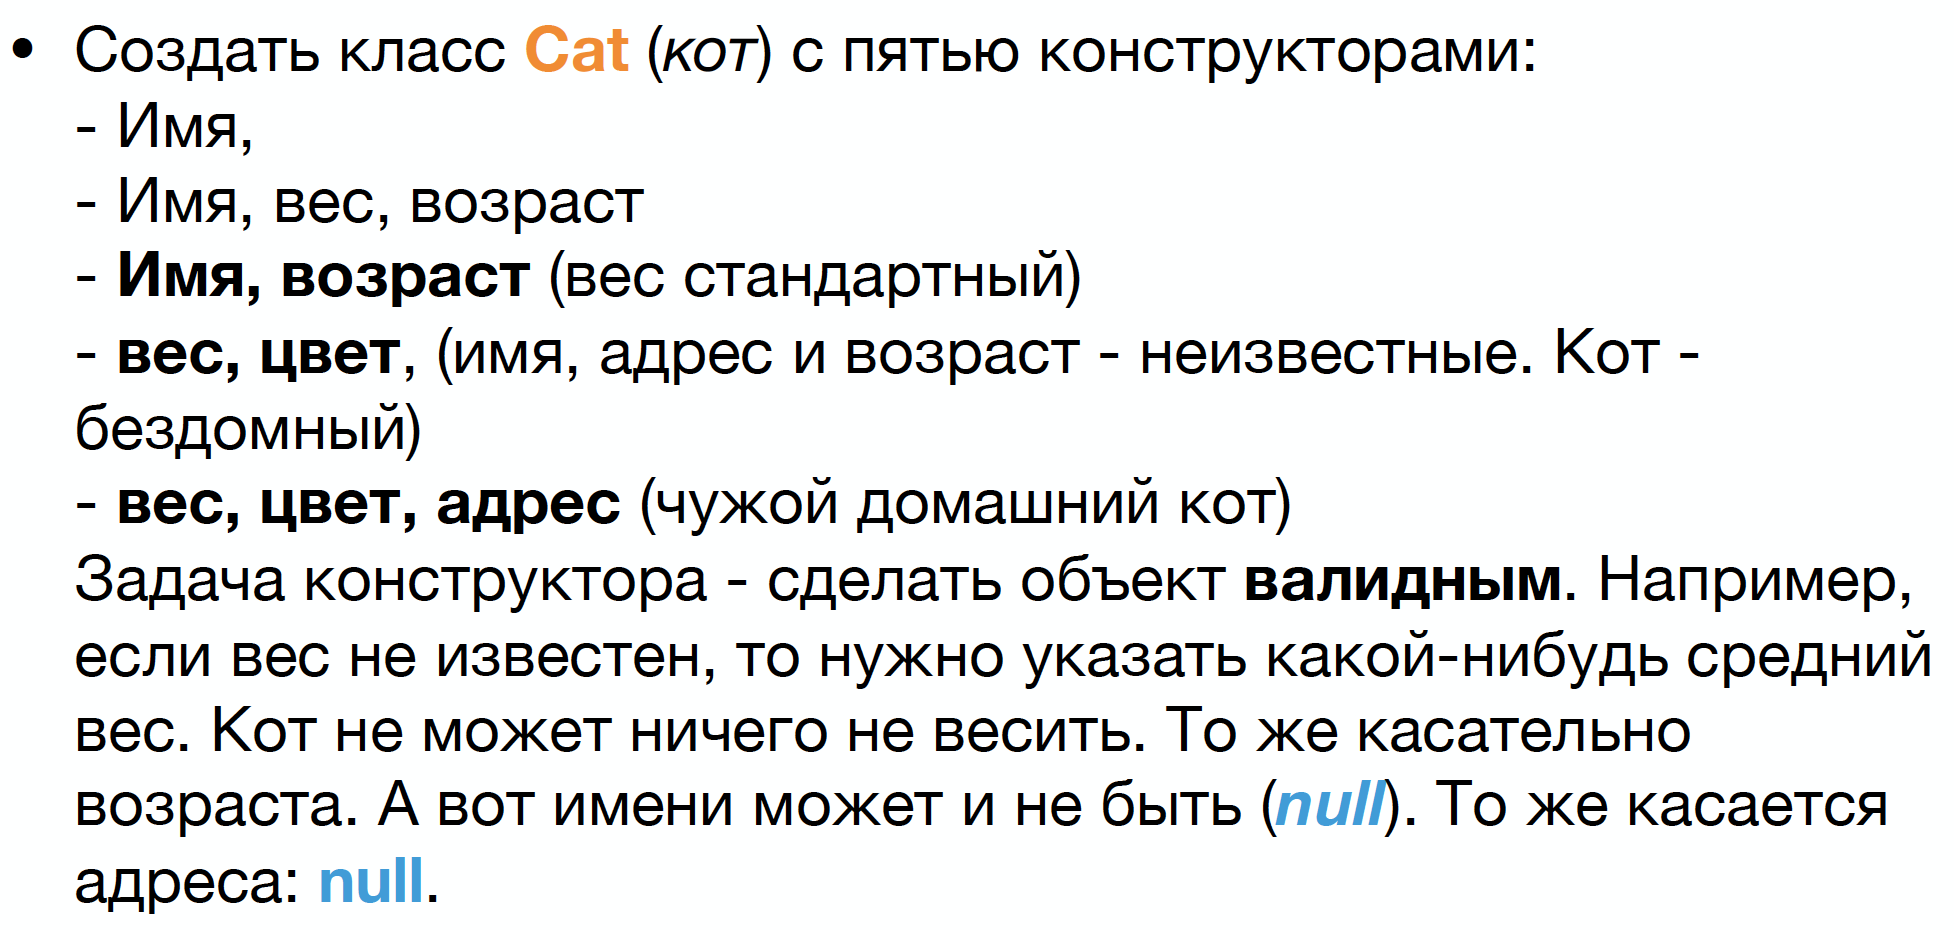 • Создать класс Cat (кот) с пятью конструкторами:
- Имя,
- Имя, вес, возраст
- Имя, возраст (вес стандартный)
- вес, цвет, (имя, адрес и возраст - неизвестные. Кот -
бездомный)
- вес, цвет, адрес (чужой домашний кот)
Задача конструктора - сделать объект валидным. Например,
если вес не известен, то нужно указать какой-нибудь средний
вес. Кот не может ничего не весить. То же касательно
возраста. А вот имени может и не быть (null). То же касается
адреса: null.